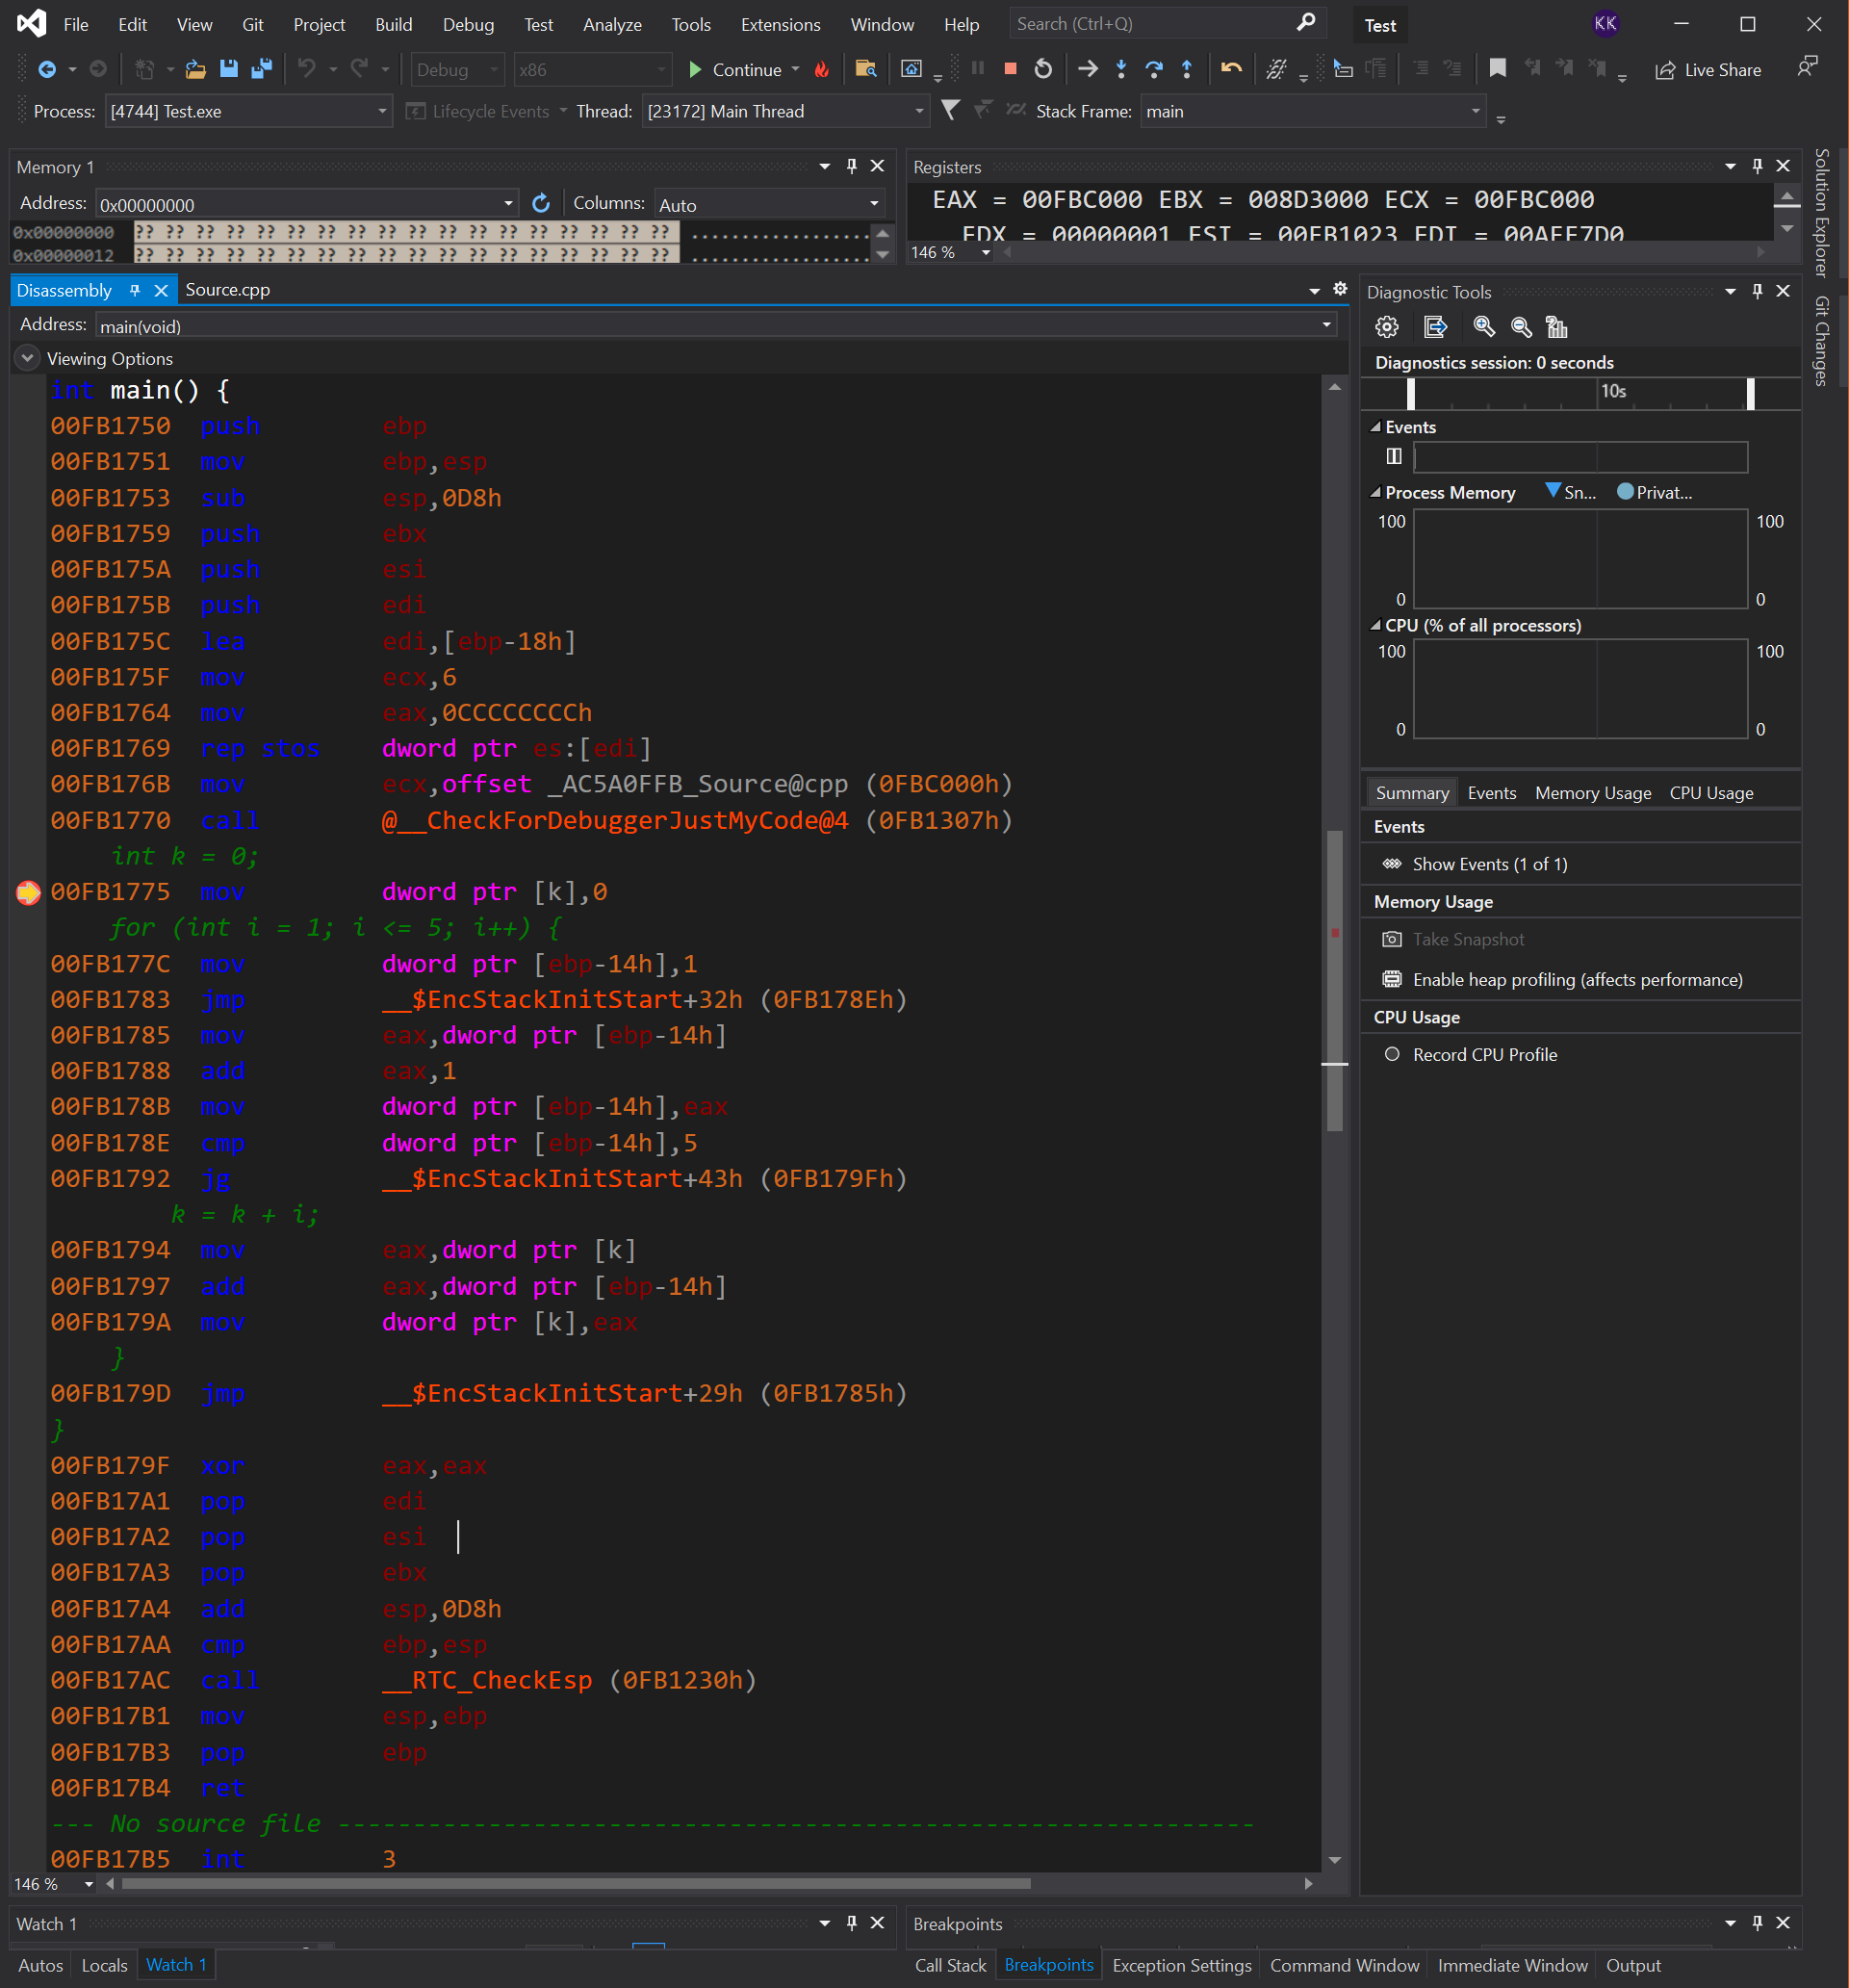 File Edit View Git Project Build Debug Test Analyze Tools Extensions Window Help Search (Ctrl+Q) Test KK
Debug x86 Continue Live Share
Process: [4744] Test.exe Lifecycle Events Thread: [23172] Main Thread Stack Frame: main
Memory 1
Address: 0x00000000 Columns: Auto
0x00000000 ?? ?? ?? ?? ?? ?? ?? ?? ?? ?? ?? ?? ?? ?? ?? ?? ?? ?? ..................
0x00000012 ?? ?? ?? ?? ?? ?? ?? ?? ?? ?? ?? ?? ?? ?? ?? ?? ?? ?? ..................
Registers
EAX = 00FBC000 EBX = 008D3000 ECX = 00FBC000
EDX = 00000001 ESI = 00FB1023 EDI = 00AFF7D0
146 %
Solution Explorer
Git Changes
Disassembly Source.cpp
Address: main(void)
Viewing Options
int main() {
00FB1750 push ebp
00FB1751 mov ebp,esp
00FB1753 sub esp,0D8h
00FB1759 push ebx
00FB175A push esi
00FB175B push edi
00FB175C lea edi,[ebp-18h]
00FB175F mov ecx,6
00FB1764 mov eax,0CCCCCCCCh
00FB1769 rep stos dword ptr es:[edi]
00FB176B mov ecx,offset _AC5A0FFB_Source@cpp (0FBC000h)
00FB1770 call @__CheckForDebuggerJustMyCode@4 (0FB1307h)
int k = 0;
00FB1775 mov dword ptr [k],0
for (int i = 1; i <= 5; i++) {
00FB177C mov dword ptr [ebp-14h],1
00FB1783 jmp __$EncStackInitStart+32h (0FB178Eh)
00FB1785 mov eax,dword ptr [ebp-14h]
00FB1788 add eax,1
00FB178B mov dword ptr [ebp-14h],eax
00FB178E cmp dword ptr [ebp-14h],5
00FB1792 jg __$EncStackInitStart+43h (0FB179Fh)
k = k + i;
00FB1794 mov eax,dword ptr [k]
00FB1797 add eax,dword ptr [ebp-14h]
00FB179A mov dword ptr [k],eax
}
00FB179D jmp __$EncStackInitStart+29h (0FB1785h)
}
00FB179F xor eax,eax
00FB17A1 pop edi
00FB17A2 pop esi
00FB17A3 pop ebx
00FB17A4 add esp,0D8h
00FB17AA cmp ebp,esp
00FB17AC call __RTC_CheckEsp (0FB1230h)
00FB17B1 mov esp,ebp
00FB17B3 pop ebp
00FB17B4 ret
--- No source file -------------------------------------------------------------
00FB17B5 int 3
146 %
Diagnostic Tools
Diagnostics session: 0 seconds
10s
Events
Process Memory Sn... Privat...
100 100
0 0
CPU (% of all processors)
100 100
0 0
Summary Events Memory Usage CPU Usage
Events
Show Events (1 of 1)
Memory Usage
Take Snapshot
Enable heap profiling (affects performance)
CPU Usage
Record CPU Profile
Watch 1
Autos Locals Watch 1
Breakpoints
Call Stack Breakpoints Exception Settings Command Window Immediate Window Output